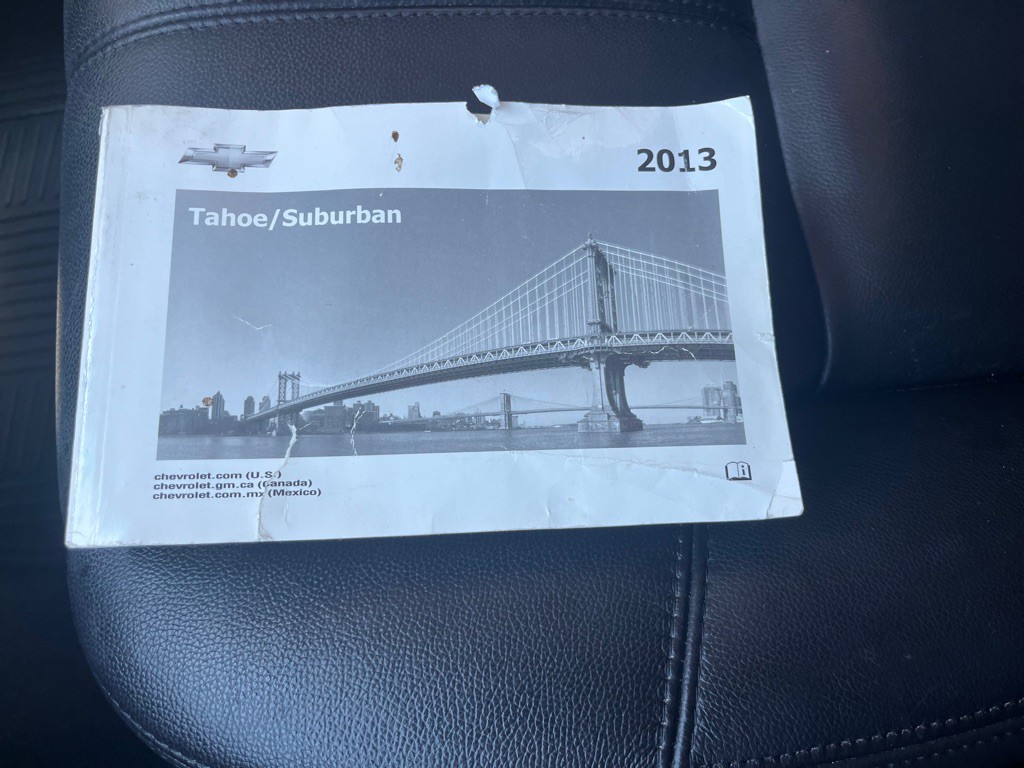 2013
Tahoe/Suburban
chevrolet.com (U.S.)
chevrolet.gm.ca (Canada)
chevrolet.com.mx (Mexico)